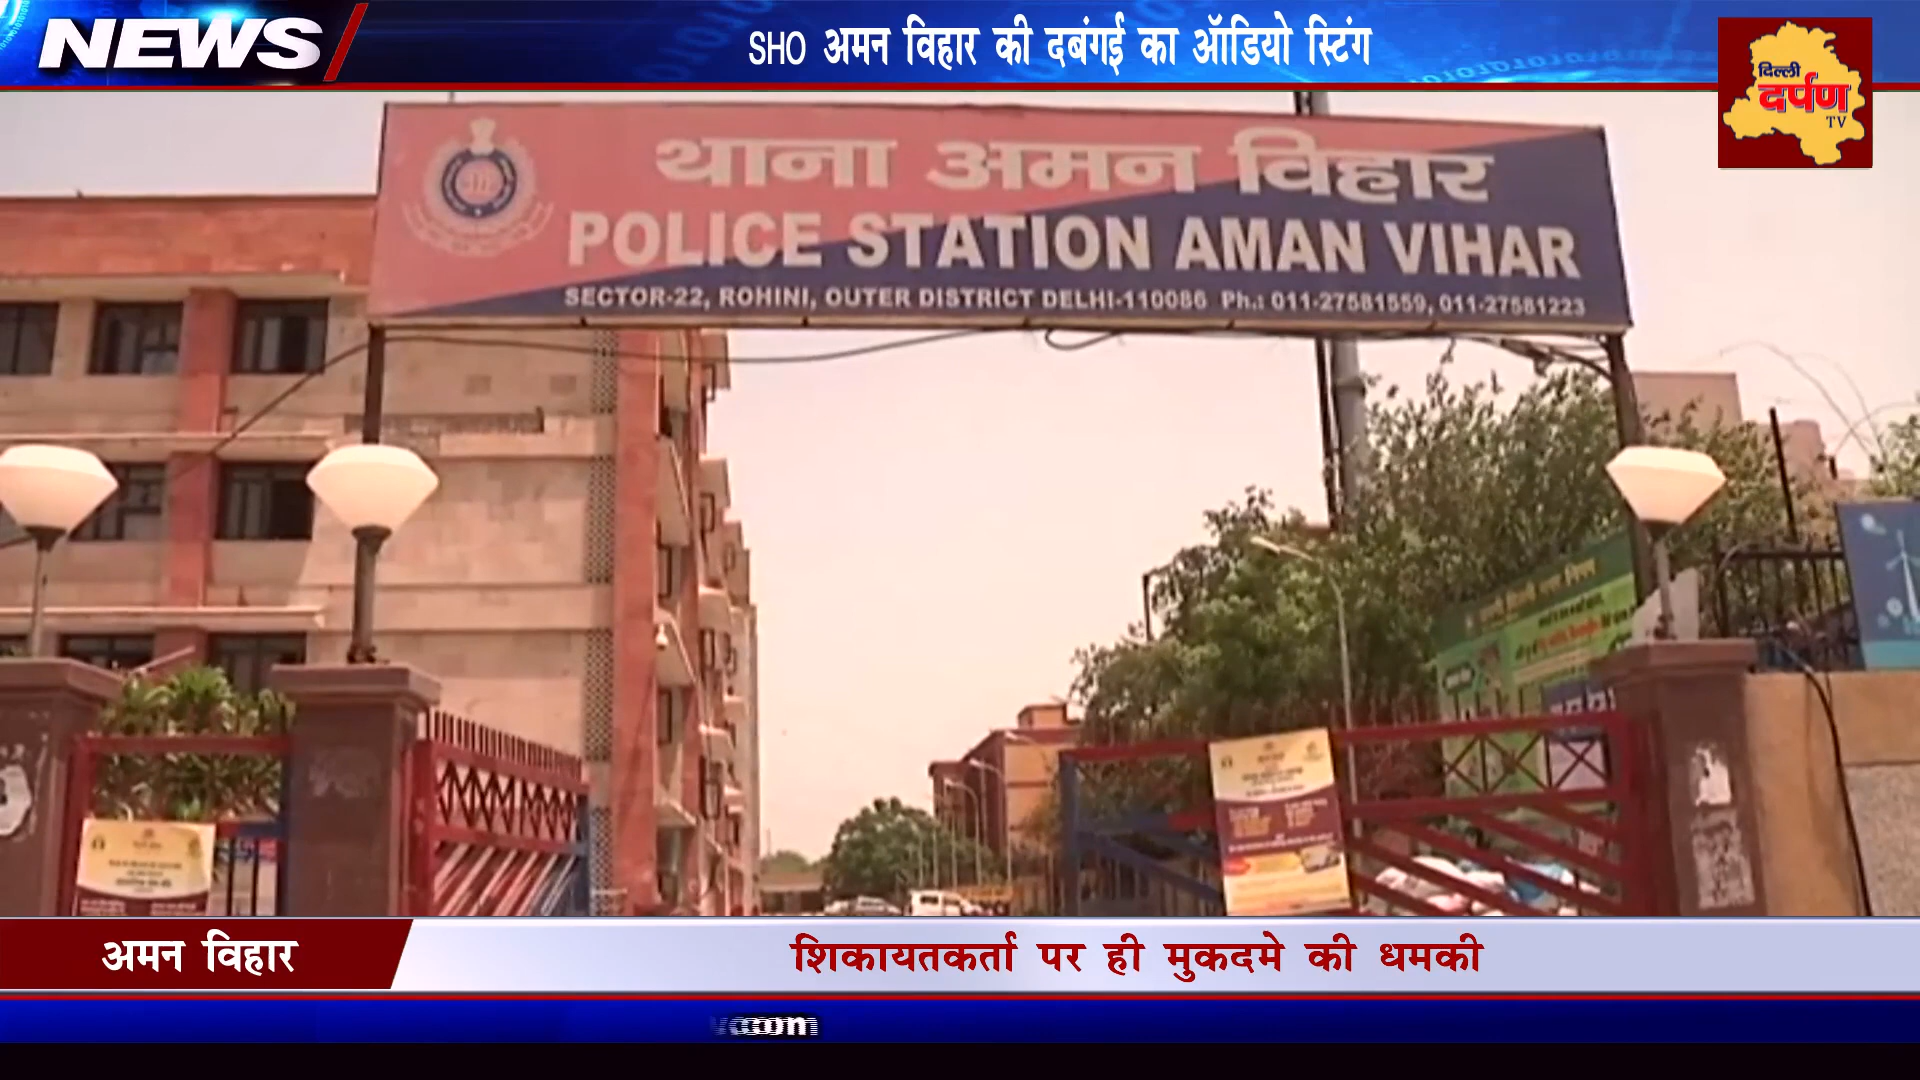 NEWS
SHO अमन विहार की दबंगई का ऑडियो स्टिंग
दिल्ली
दर्पण
TV
थाना अमन विहार
POLICE STATION AMAN VIHAR
SECTOR-22, ROHINI, OUTER DISTRICT DELHI-110086 Ph.: 011-27581559, 011-27581223
अमन विहार
शिकायतकर्ता पर ही मुकदमे की धमकी